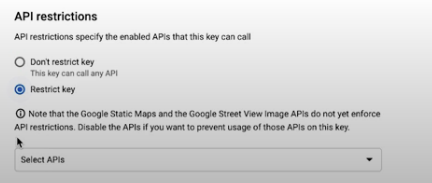 API restrictions
API restrictions specify the enabled APIs that this key can call
Don't restrict key
This key can call any API
Restrict key
Note that the Google Static Maps and the Google Street View Image APIs do not yet enforce
API restrictions. Disable the APIs if you want to prevent usage of those APIs on this key.
Select APIs